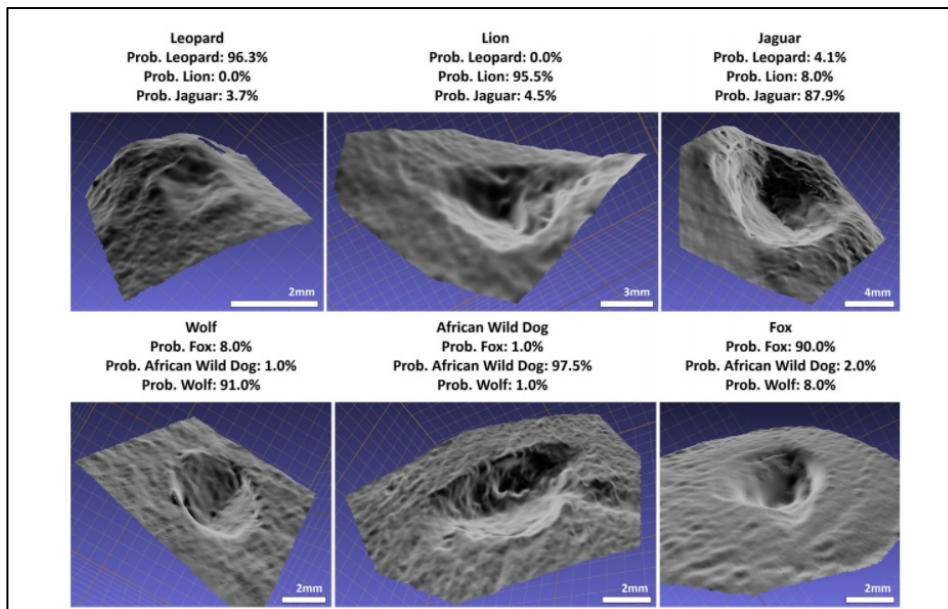 Leopard
Prob. Leopard: 96.3%
Prob. Lion: 0.0%
Prob. Jaguar: 3.7%
Lion
Prob. Leopard: 0.0%
Prob. Lion: 95.5%
Prob. Jaguar: 4.5%
Jaguar
Prob. Leopard: 4.1%
Prob. Lion: 8.0%
Prob. Jaguar: 87.9%
2mm
3mm
4mm
Wolf
Prob. Fox: 8.0%
Prob. African Wild Dog: 1.0%
Prob. Wolf: 91.0%
African Wild Dog
Prob. Fox: 1.0%
Prob. African Wild Dog: 97.5%
Prob. Wolf: 1.0%
Fox
Prob. Fox: 90.0%
Prob. African Wild Dog: 2.0%
Prob. Wolf: 8.0%
2mm
2mm
2mm